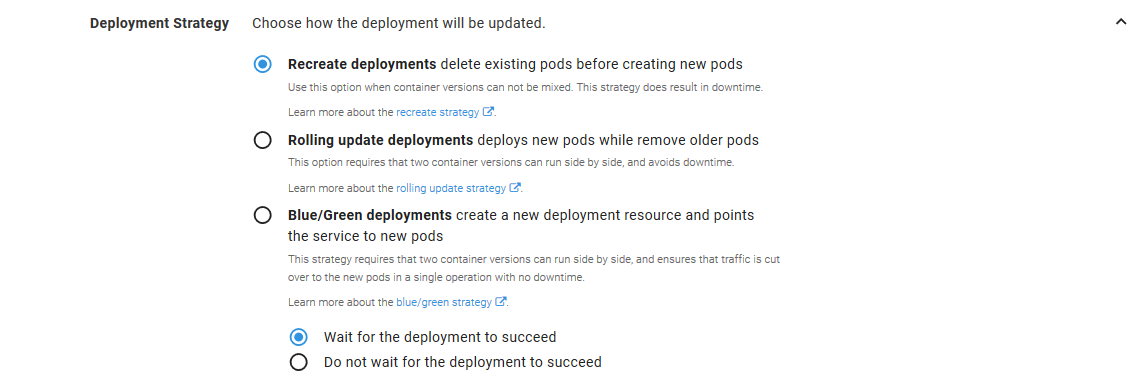 Deployment Strategy Choose how the deployment will be updated.
Recreate deployments delete existing pods before creating new pods
Use this option when container versions can not be mixed. This strategy does result in downtime.
Learn more about the recreate strategy.
Rolling update deployments deploys new pods while remove older pods
This option requires that two container versions can run side by side, and avoids downtime.
Learn more about the rolling update strategy.
Blue/Green deployments create a new deployment resource and points
the service to new pods
This strategy requires that two container versions can run side by side, and ensures that traffic is cut
over to the new pods in a single operation with no downtime.
Learn more about the blue/green strategy.
Wait for the deployment to succeed
Do not wait for the deployment to succeed